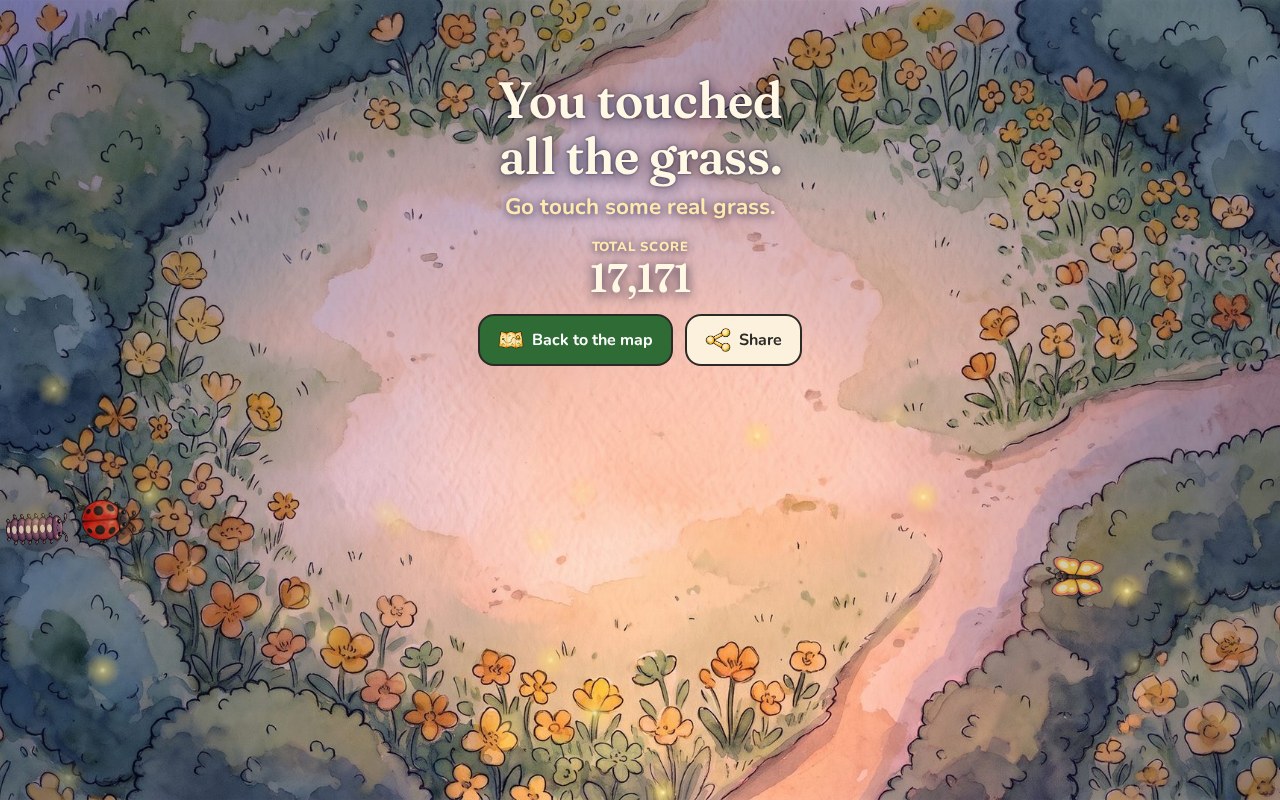 You touched
all the grass.
Go touch some real grass.
TOTAL SCORE
17,171
Back to the map
Share